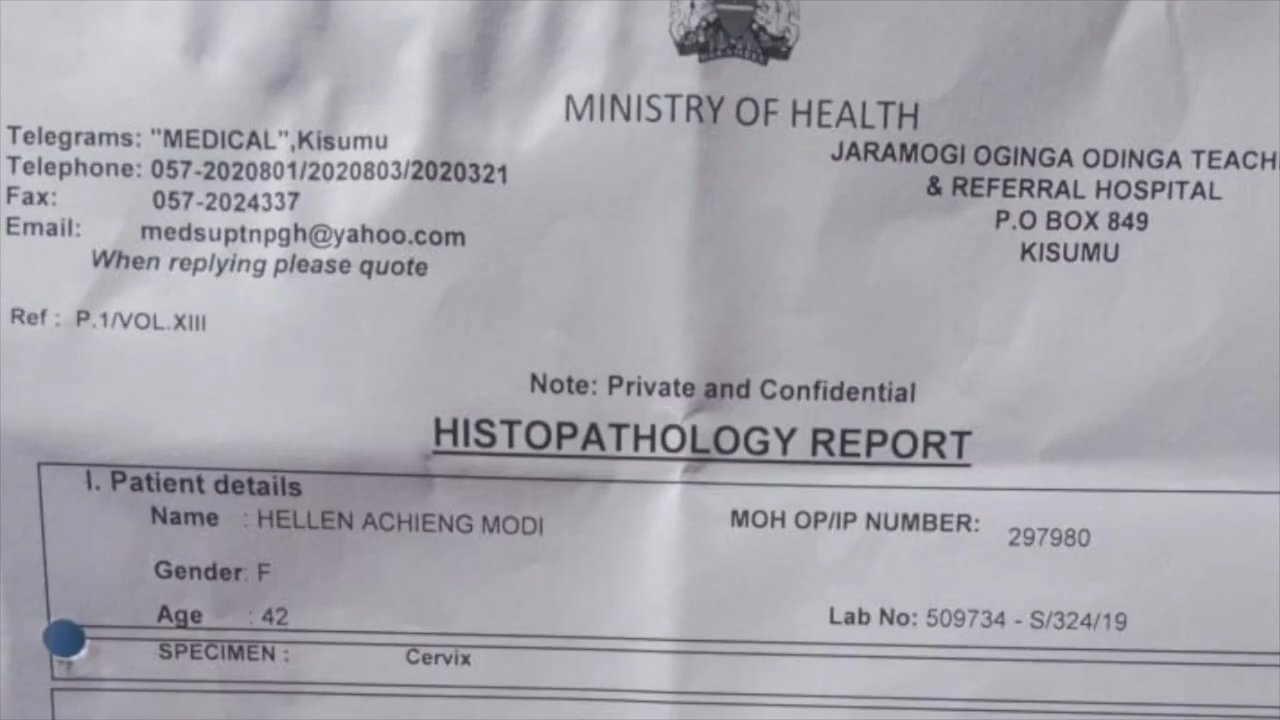 MINISTRY OF HEALTH
Telegrams: "MEDICAL",Kisumu
Telephone: 057-2020801/2020803/2020321
Fax: 057-2024337
Email: medsuptnpgh@yahoo.com
When replying please quote
JARAMOGI OGINGA ODINGA TEACH
& REFERRAL HOSPITAL
P.O BOX 849
KISUMU
Ref : P.1/VOL.XIII
Note: Private and Confidential
HISTOPATHOLOGY REPORT
I. Patient details
Name : HELLEN ACHIENG MODI MOH OP/IP NUMBER: 297980
Gender: F
Age : 42 Lab No: 509734 - S/324/19
SPECIMEN : Cervix